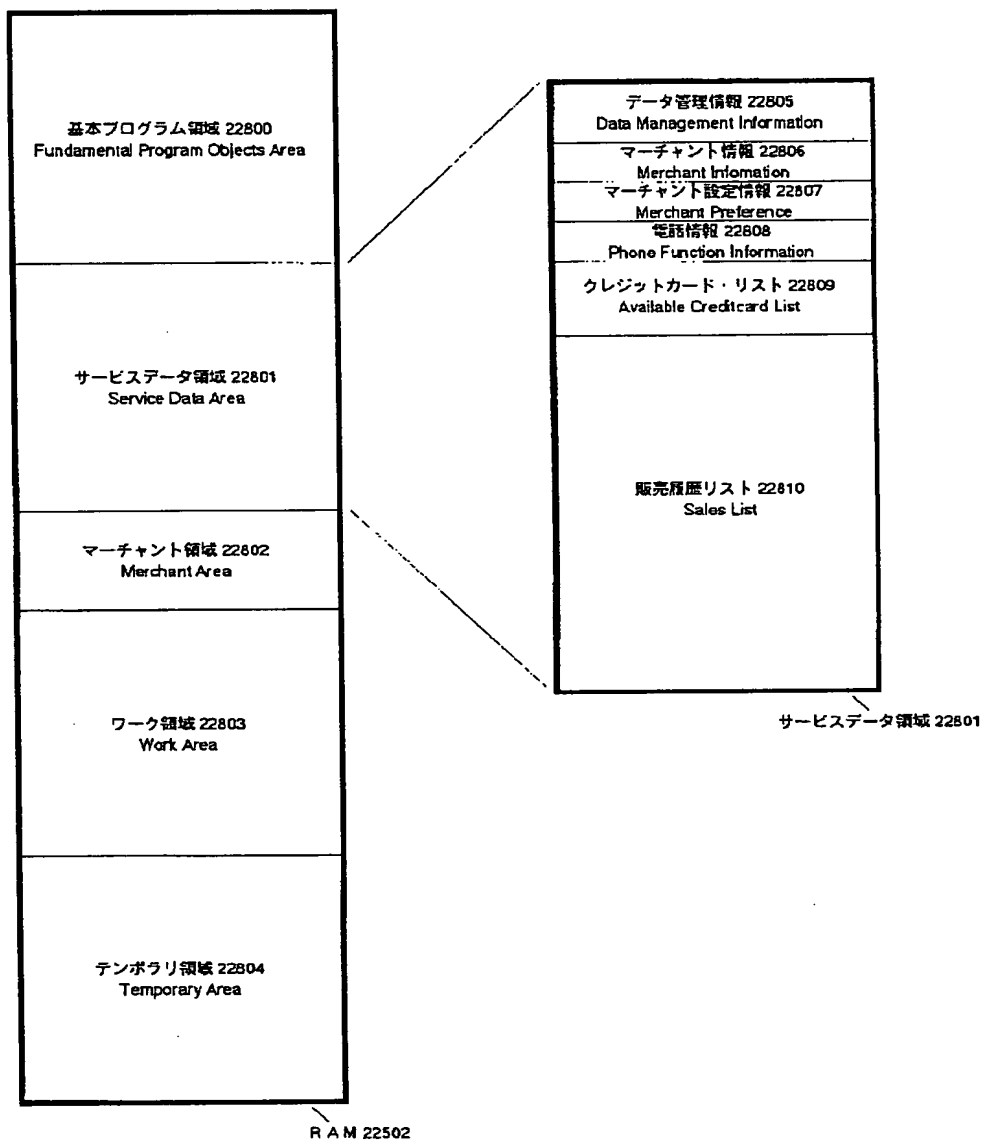 基本プログラム領域 22800
Fundamental Program Objects Area
サービスデータ領域 22801
Service Data Area
マーチャント領域 22802
Merchant Area
ワーク領域 22803
Work Area
テンポラリ領域 22804
Temporary Area
RAM 22502
データ管理情報 22805
Data Management Information
マーチャント情報 22806
Merchant Infomation
マーチャント設定情報 22807
Merchant Preference
電話情報 22808
Phone Function Information
クレジットカード・リスト 22809
Available Creditcard List
販売履歴リスト 22810
Sales List
サービスデータ領域 22801